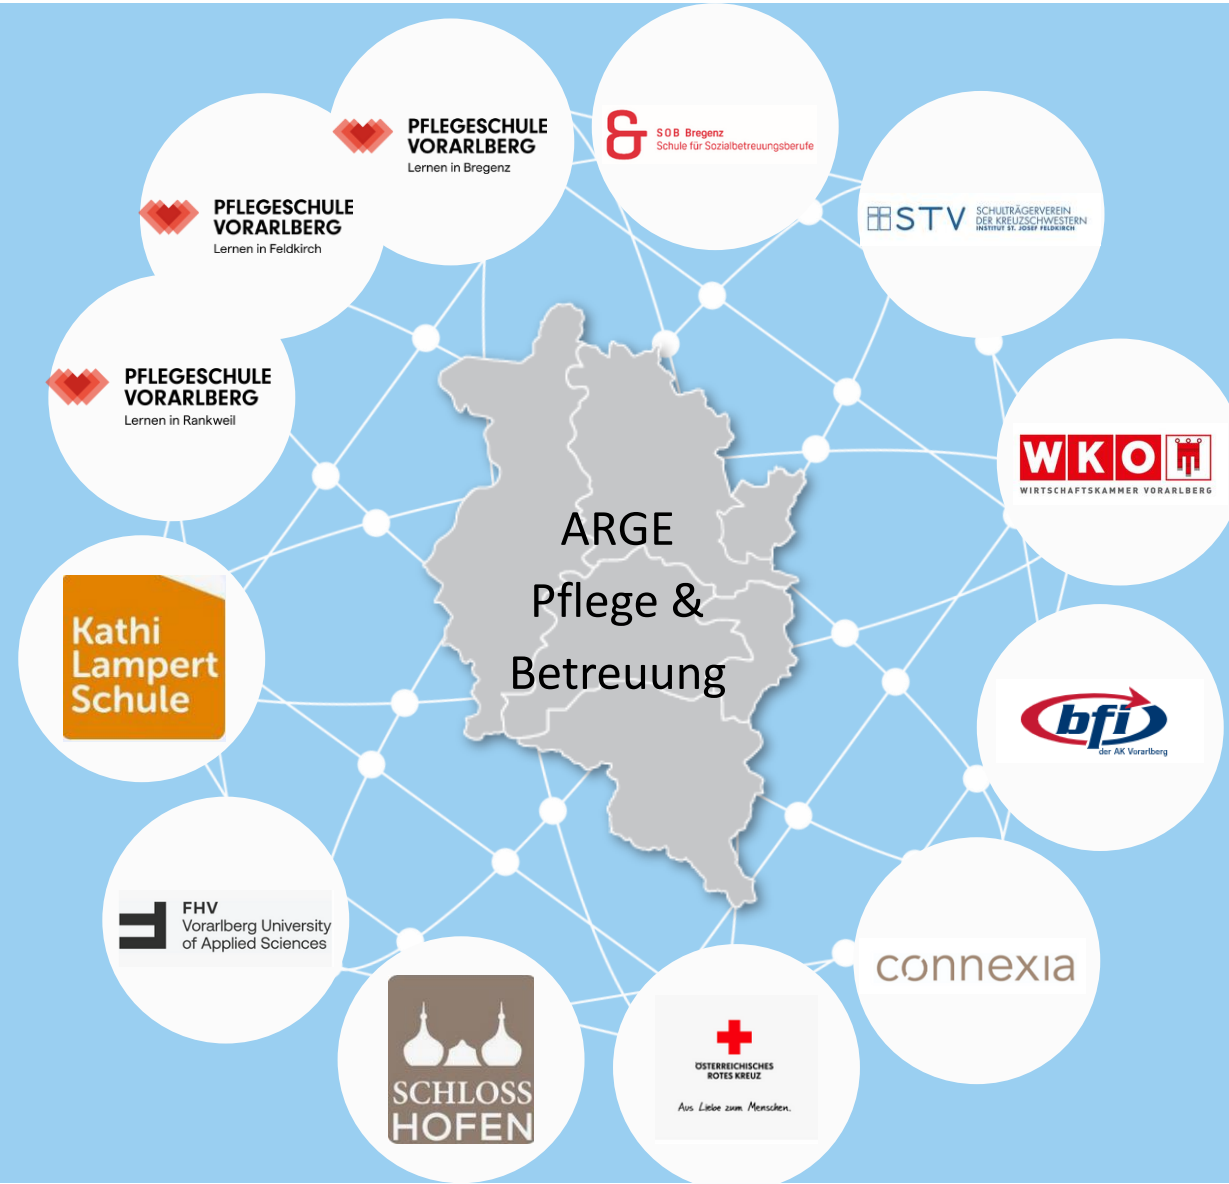 PFLEGESCHULE
VORARLBERG
Lernen in Bregenz
SOB Bregenz
Schule für Sozialbetreuungsberufe
PFLEGESCHULE
VORARLBERG
Lernen in Feldkirch
STV
SCHULTRÄGERVEREIN
DER KREUZSCHWESTERN
INSTITUT ST. JOSEF FELDKIRCH
PFLEGESCHULE
VORARLBERG
Lernen in Rankweil
WKO
WIRTSCHAFTSKAMMER VORARLBERG
ARGE
Pflege &
Betreuung
Kathi
Lampert
Schule
bfi
der AK Vorarlberg
FHV
Vorarlberg University
of Applied Sciences
connexia
SCHLOSS
HOFEN
ÖSTERREICHISCHES
ROTES KREUZ
Aus Liebe zum Menschen.